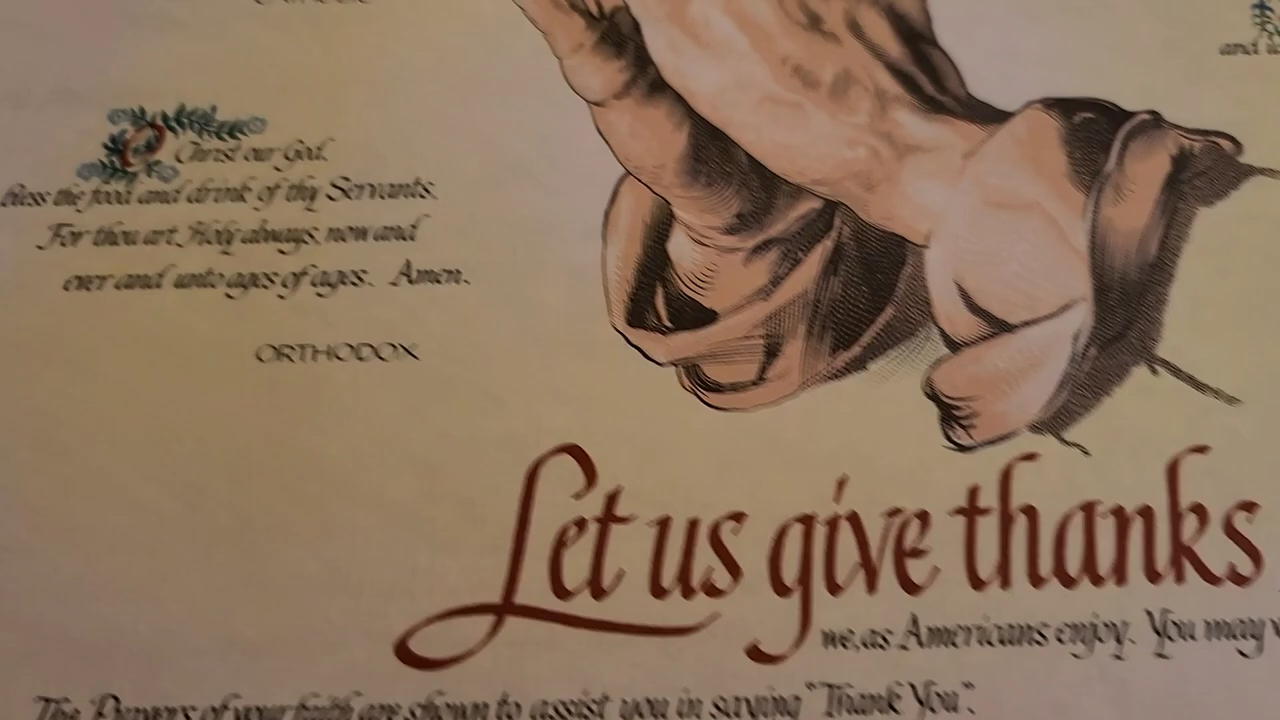 and
O Christ our God,
bless the food and drink of thy Servants.
For thou art Holy always, now and
ever and unto ages of ages. Amen.
ORTHODOX
Let us give thanks
we, as Americans enjoy. You may
The Prayers of your faith are shown to assist you in saying "Thank You".